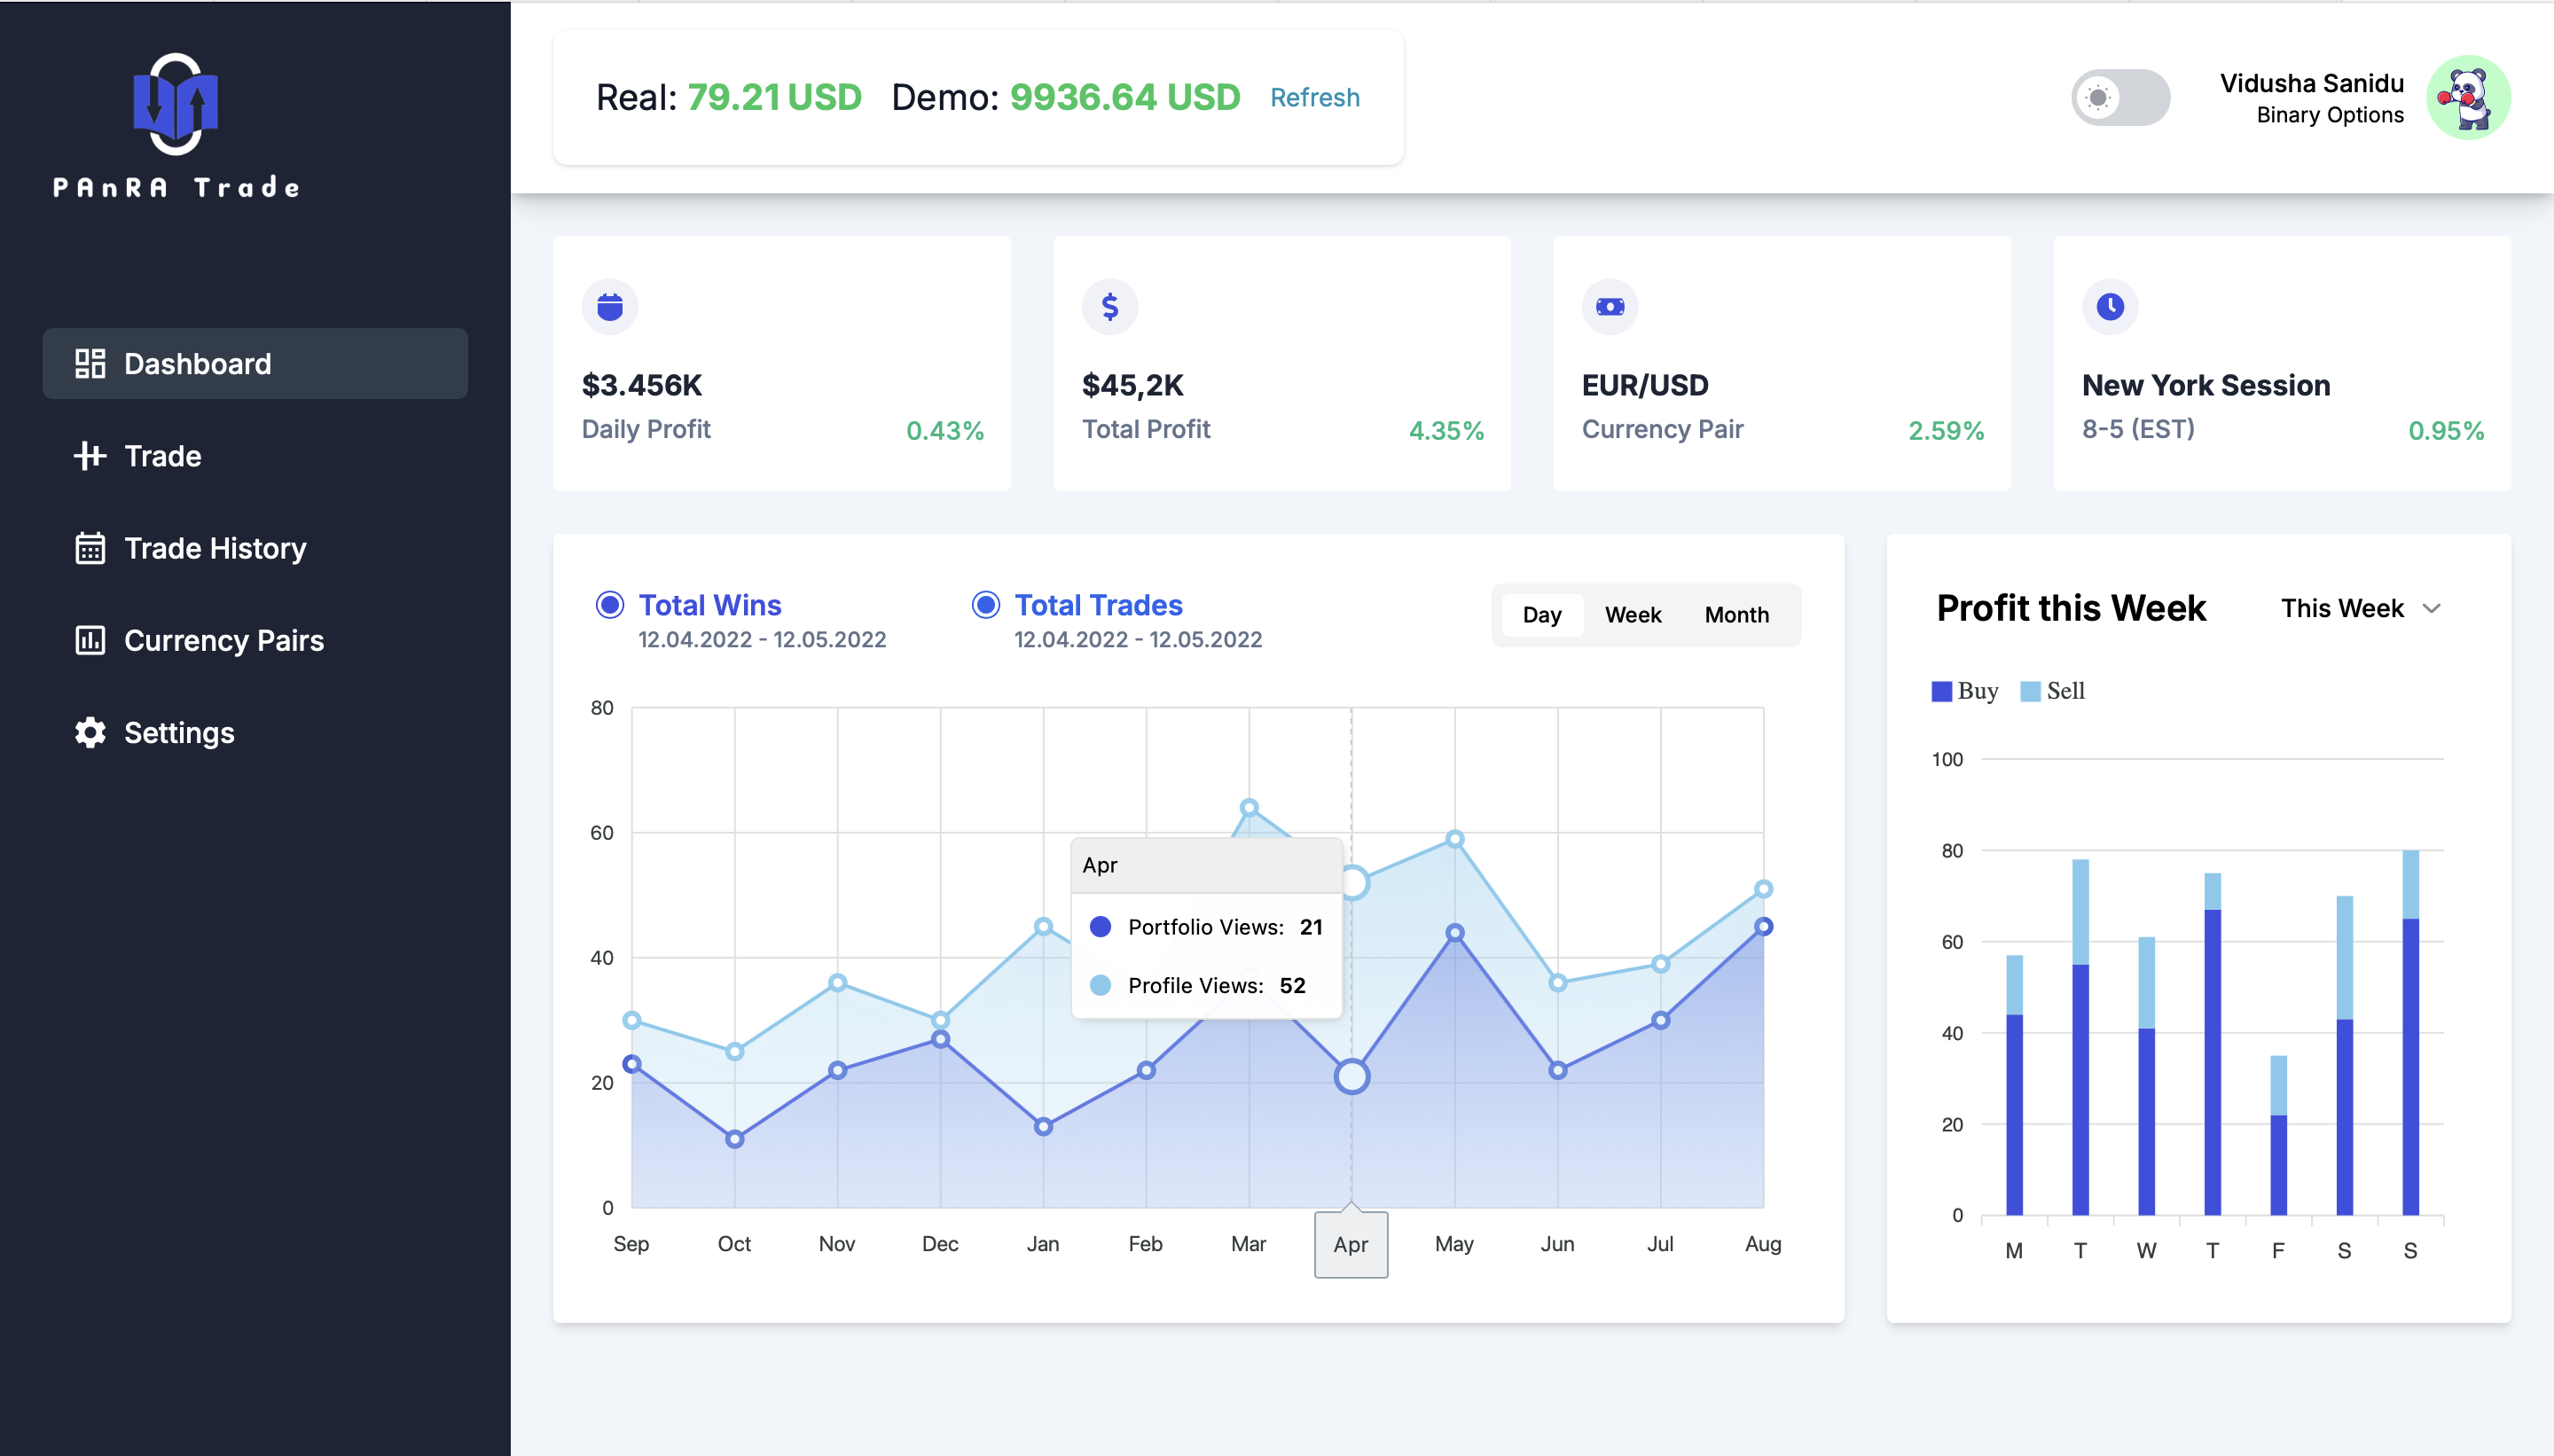 PAnRA Trade
Dashboard
Trade
Trade History
Currency Pairs
Settings
Real: 79.21 USD Demo: 9936.64 USD Refresh
Vidusha Sanidu
Binary Options
$3.456K
Daily Profit 0.43%
$45,2K
Total Profit 4.35%
EUR/USD
Currency Pair 2.59%
New York Session
8-5 (EST) 0.95%
Total Wins
12.04.2022 - 12.05.2022
Total Trades
12.04.2022 - 12.05.2022
Day Week Month
80
60
40
20
0
Apr
Portfolio Views: 21
Profile Views: 52
Sep Oct Nov Dec Jan Feb Mar Apr May Jun Jul Aug
Profit this Week This Week
Buy Sell
100
80
60
40
20
0
M T W T F S S